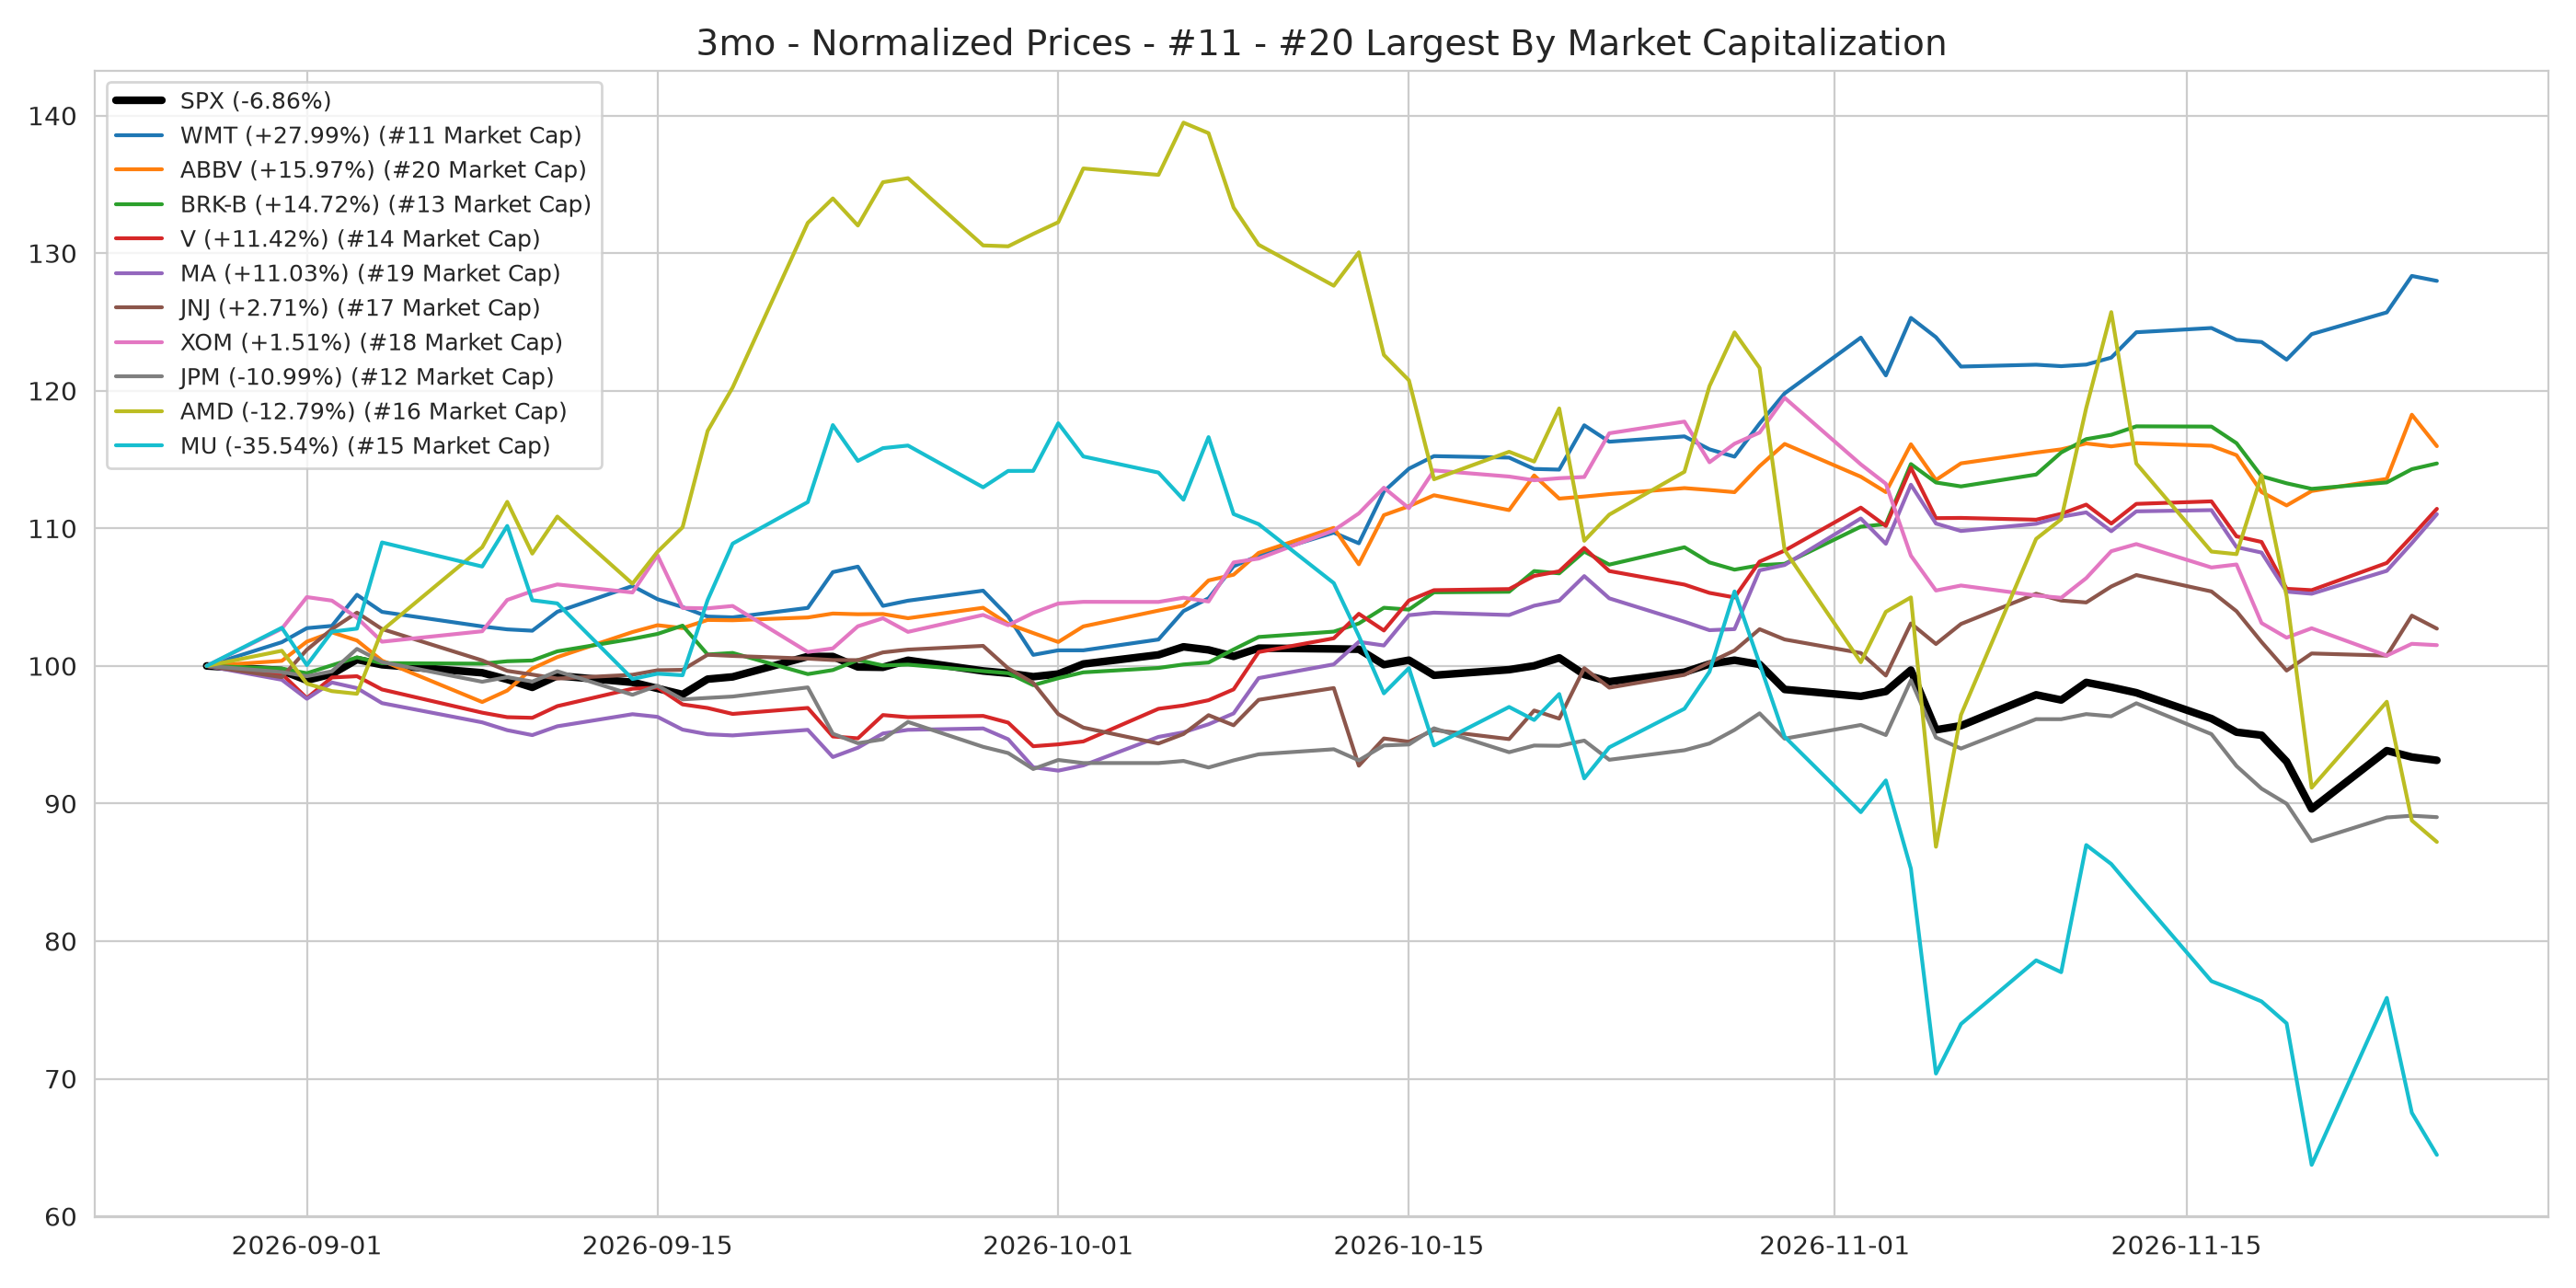 3mo - Normalized Prices - #11 - #20 Largest By Market Capitalization
SPX (-6.86%)
WMT (+27.99%) (#11 Market Cap)
ABBV (+15.97%) (#20 Market Cap)
BRK-B (+14.72%) (#13 Market Cap)
V (+11.42%) (#14 Market Cap)
MA (+11.03%) (#19 Market Cap)
JNJ (+2.71%) (#17 Market Cap)
XOM (+1.51%) (#18 Market Cap)
JPM (-10.99%) (#12 Market Cap)
AMD (-12.79%) (#16 Market Cap)
MU (-35.54%) (#15 Market Cap)
140
130
120
110
100
90
80
70
60
2026-09-01 2026-09-15 2026-10-01 2026-10-15 2026-11-01 2026-11-15